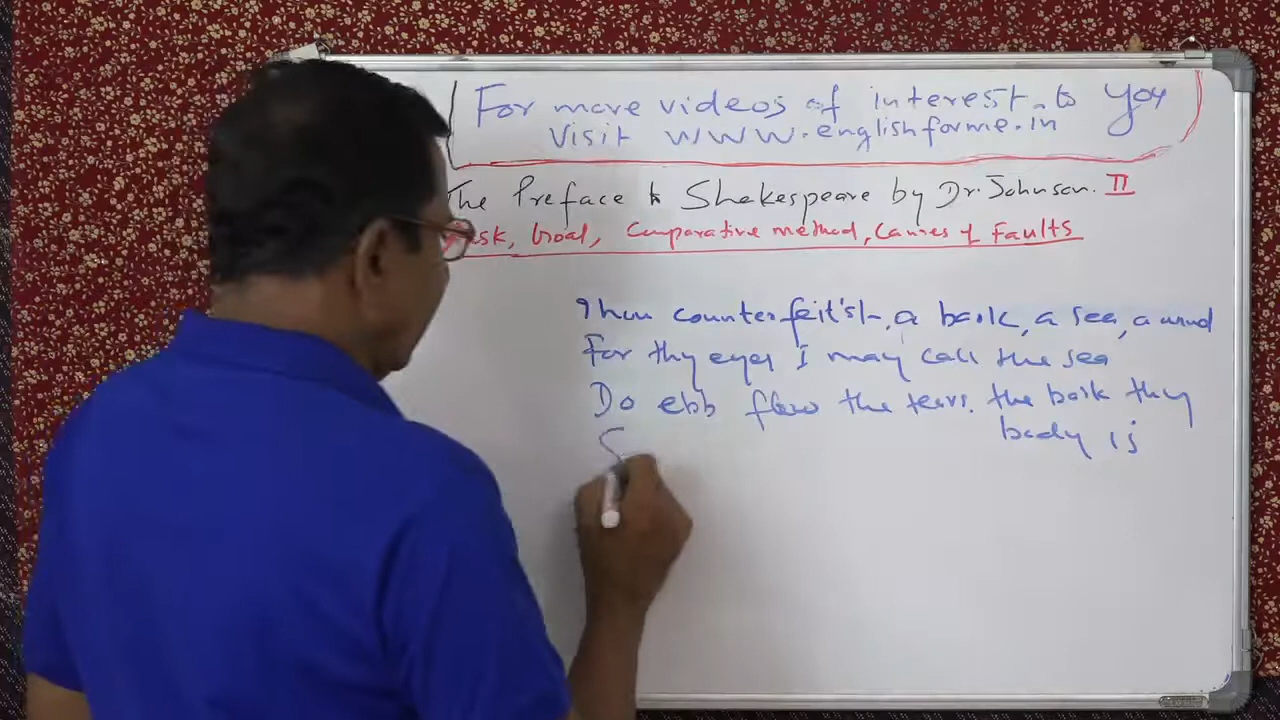 For more videos of interest to you
Visit www.englishforme.in
The Preface to Shakespeare by Dr. Johnson. II
Task, Goal, Comparative method, Causes of Faults
Thou counterfeit'st, a bark, a sea, a wind
For thy eyes I may call the sea
Do ebb flow the tears. the bark thy
body is
S